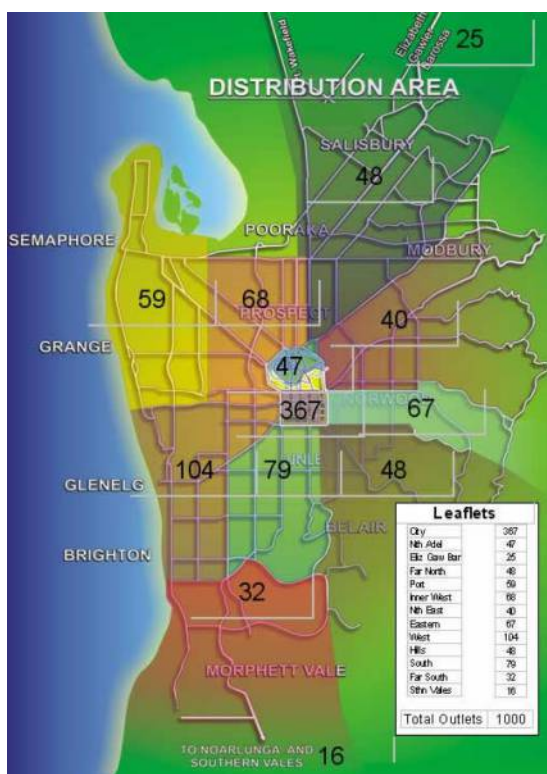 Pt Wakefield
Elizabeth
Gawler
Barossa
25
DISTRIBUTION AREA
SALISBURY
48
SEMAPHORE
POORAKA
MODBURY
59
68
PROSPECT
40
GRANGE
47
NORWOOD
367
67
104
79
UNLEY
48
GLENELG
BELAIR
BRIGHTON
32
MORPHETT VALE
TO NOARLUNGA AND
SOUTHERN VALES
16
Leaflets
City 367
Nth Adel 47
Eliz Gaw Bar 25
Far North 48
Port 59
Inner West 68
Nth East 40
Eastern 67
West 104
Hills 48
South 79
Far South 32
Sthn Vales 16
Total Outlets 1000